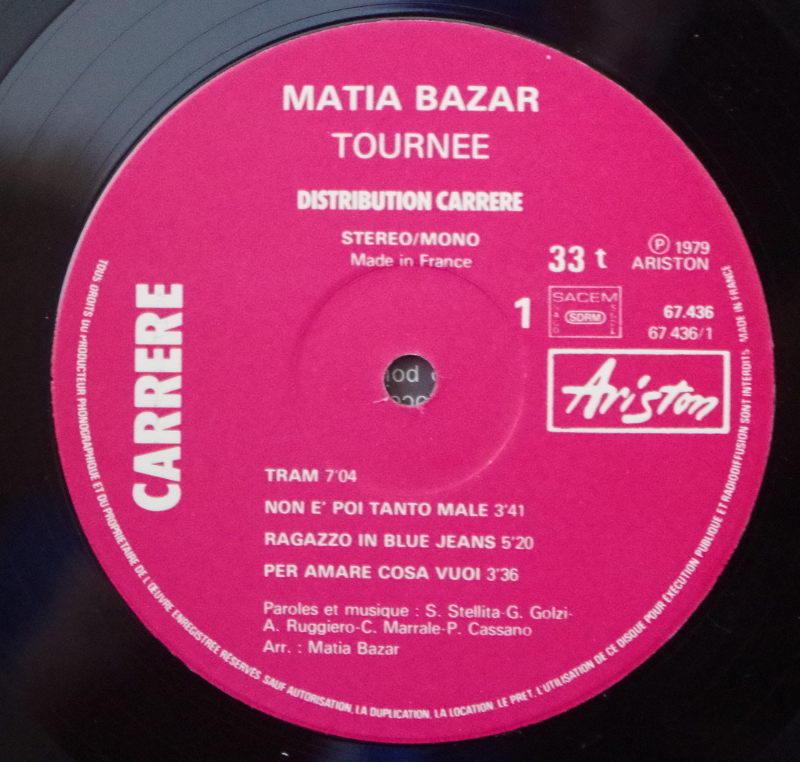 MATIA BAZAR
TOURNEE
DISTRIBUTION CARRERE
STEREO/MONO
Made in France
33 t
℗ 1979
ARISTON
1
SACEM
SDRM
67.436
67.436/1
Ariston
CARRERE
TRAM 7'04
NON E' POI TANTO MALE 3'41
RAGAZZO IN BLUE JEANS 5'20
PER AMARE COSA VUOI 3'36
Paroles et musique : S. Stellita-G. Golzi-
A. Ruggiero-C. Marrale-P. Cassano
Arr. : Matia Bazar
TOUS DROITS DU PRODUCTEUR PHONOGRAPHIQUE ET DU PROPRIETAIRE DE L'ŒUVRE ENREGISTREE RESERVES. SAUF AUTORISATION, LA DUPLICATION, LA LOCATION, LE PRET, L'UTILISATION DE CE DISQUE POUR EXÉCUTION PUBLIQUE ET RADIODIFFUSION SONT INTERDITS. MADE IN FRANCE